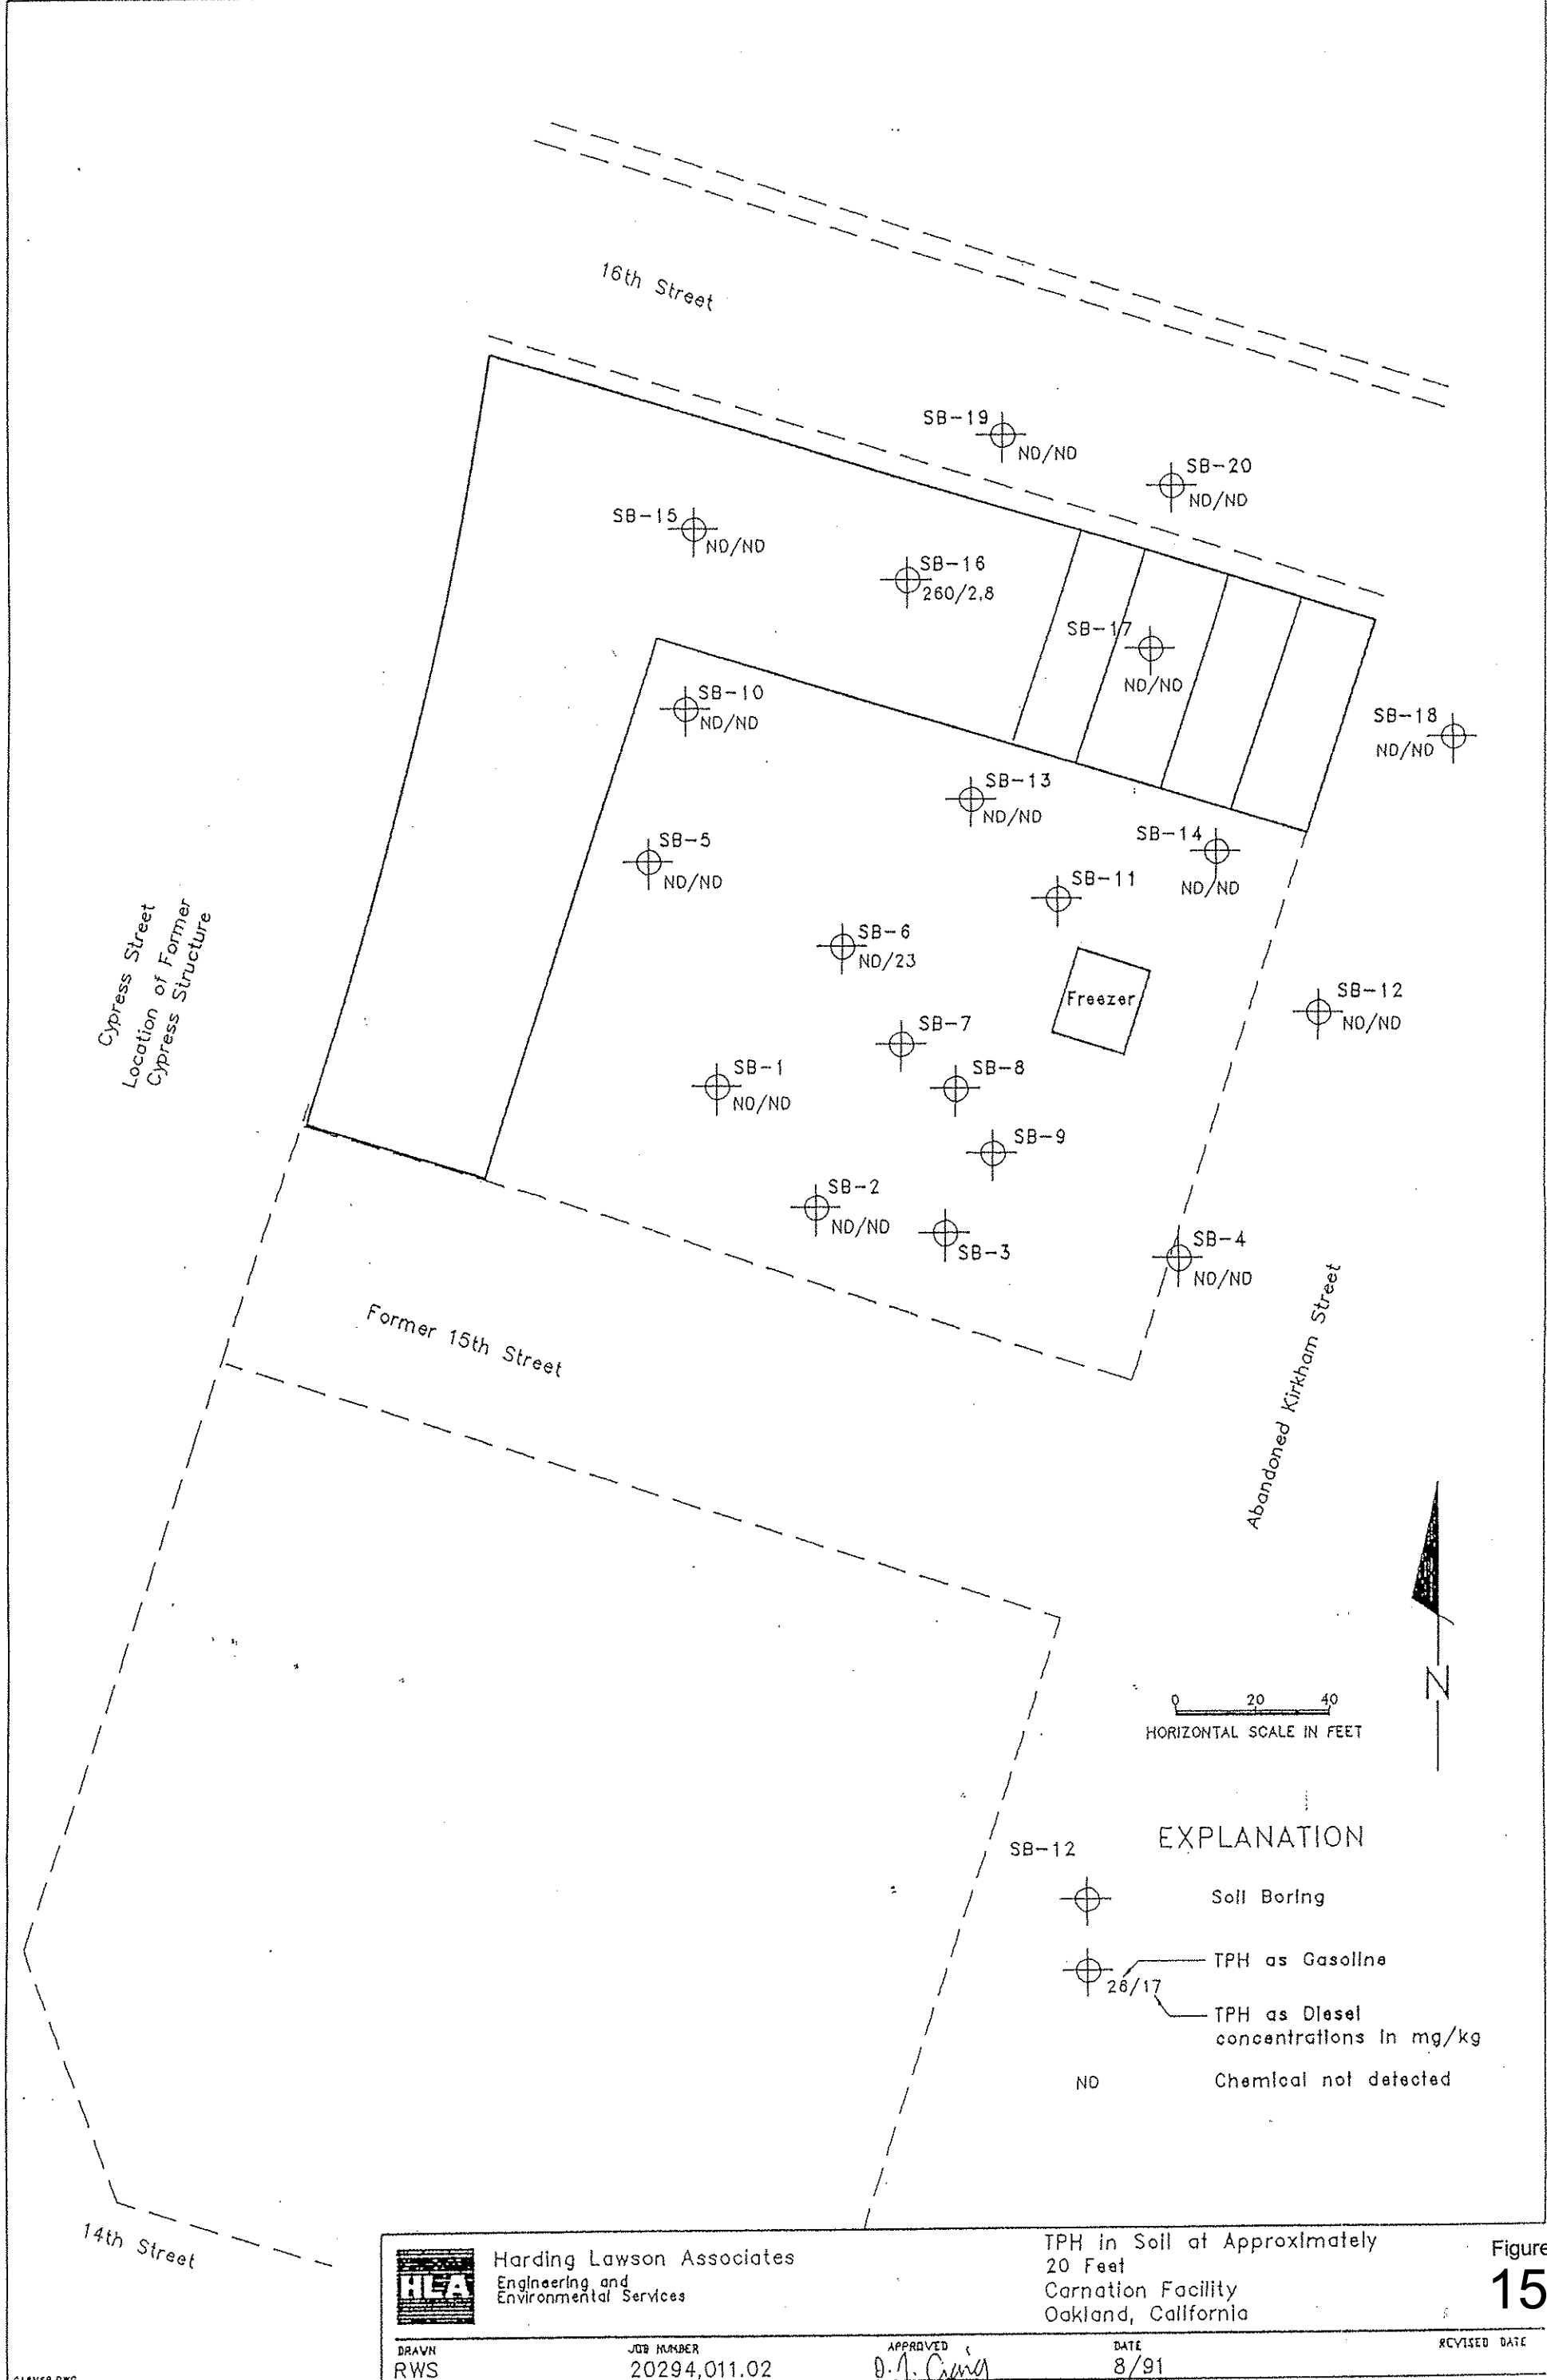 16th Street
SB-19
ND/ND
SB-20
ND/ND
SB-15
ND/ND
SB-16
260/2.8
SB-17
ND/ND
SB-10
ND/ND
SB-18
ND/ND
SB-13
ND/ND
SB-14
ND/ND
SB-5
ND/ND
SB-11
SB-6
ND/23
Freezer
SB-12
ND/ND
Cypress Street
Location of Former
Cypress Structure
SB-7
SB-1
ND/ND
SB-8
SB-9
SB-2
ND/ND
SB-3
SB-4
ND/ND
Former 15th Street
Abandoned Kirkham Street
N
0 20 40
HORIZONTAL SCALE IN FEET
EXPLANATION
SB-12
Soil Boring
TPH as Gasoline
26/17
TPH as Diesel
concentrations in mg/kg
ND Chemical not detected
14th Street
HLA
Harding Lawson Associates
Engineering and
Environmental Services
TPH in Soil at Approximately
20 Feet
Carnation Facility
Oakland, California
Figure
15
DRAWN
RWS
JOB NUMBER
20294,011.02
APPROVED
DATE
8/91
REVISED DATE